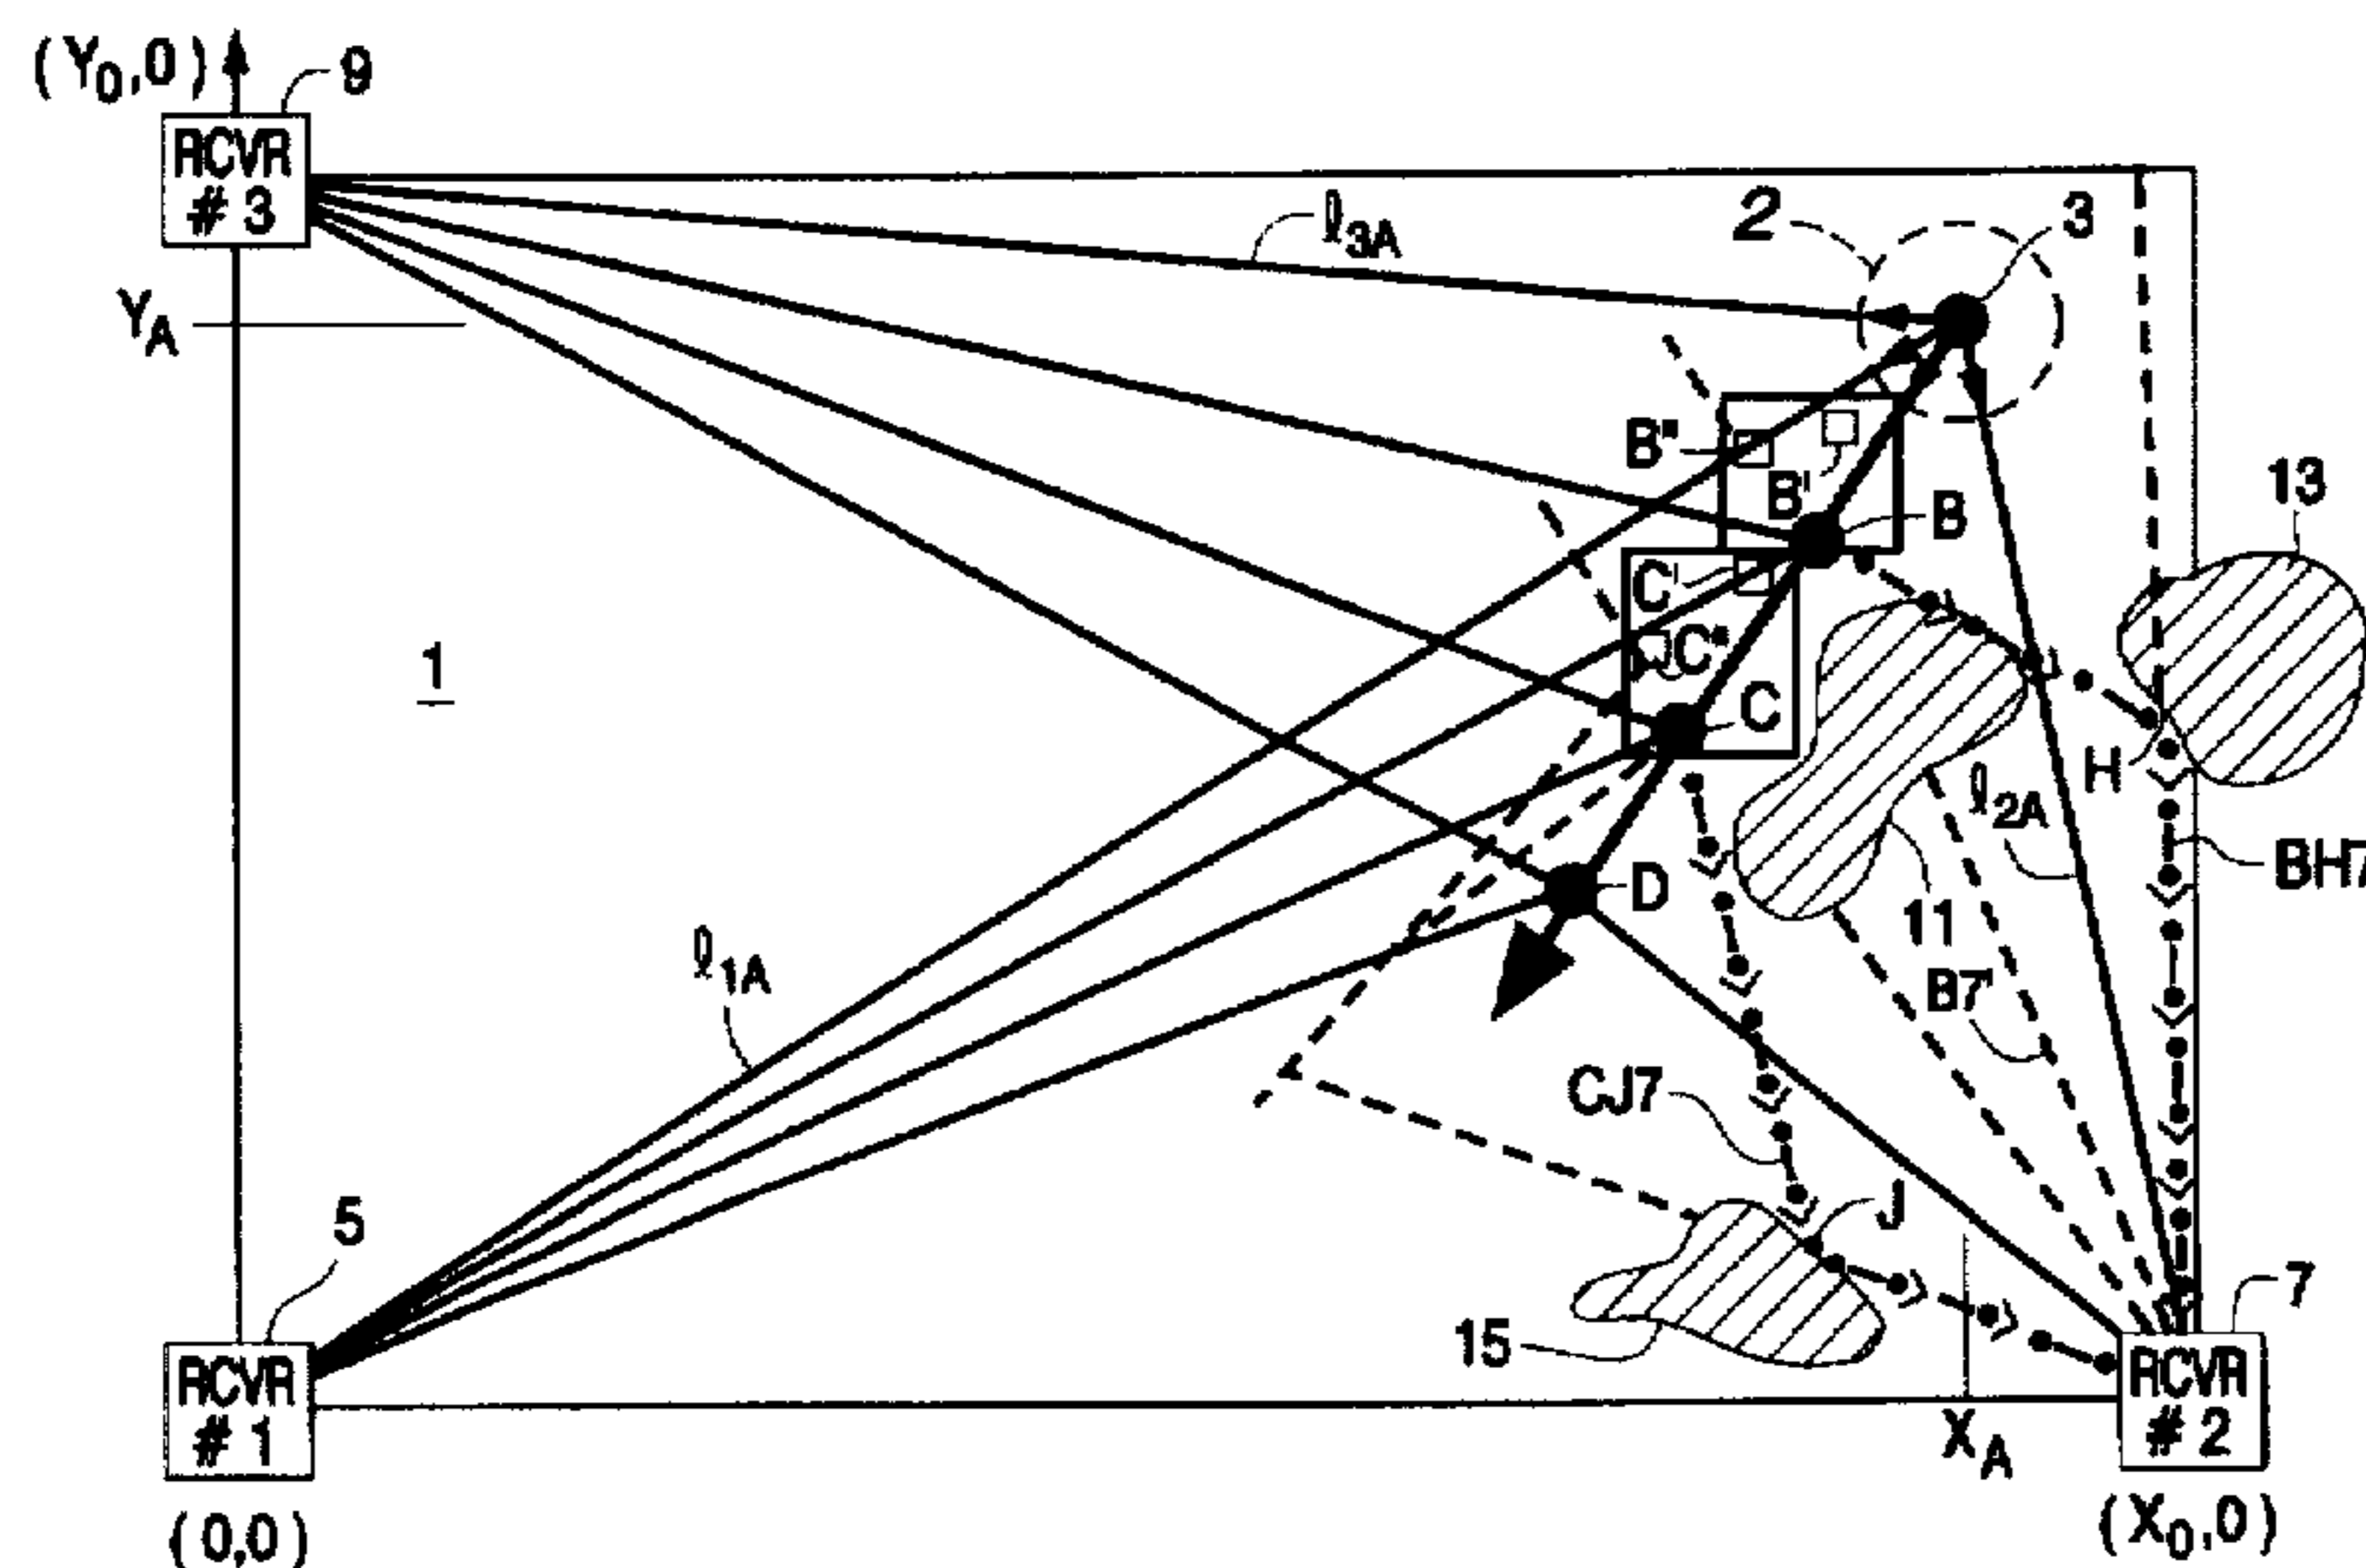 (Y0,0)
9
RCVR
# 3
l3A
2
3
YA
B"
B'
B
13
C'
C"
C
1
H
l2A
BH7
D
11
B7
l1A
CJ7
J
5
7
15
RCVR
# 1
XA
RCVR
# 2
(0,0)
(X0,0)